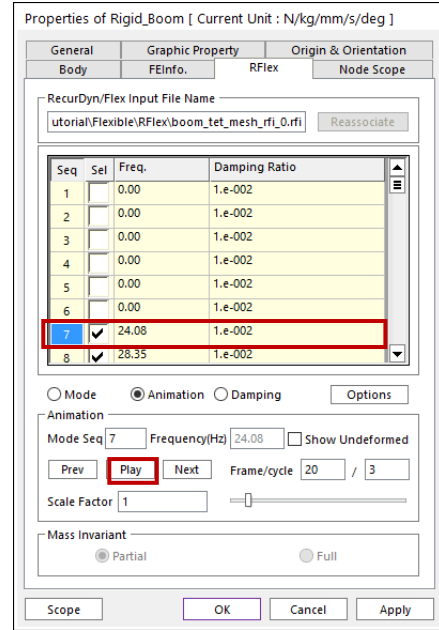 Properties of Rigid_Boom [ Current Unit : N/kg/mm/s/deg ]
General Graphic Property Origin & Orientation
Body FEInfo. RFlex Node Scope
RecurDyn/Flex Input File Name
utorial\Flexible\RFlex\boom_tet_mesh_rfi_0.rfi Reassociate
Seq Sel Freq. Damping Ratio
1 0.00 1.e-002
2 0.00 1.e-002
3 0.00 1.e-002
4 0.00 1.e-002
5 0.00 1.e-002
6 0.00 1.e-002
7 24.08 1.e-002
8 28.35 1.e-002
Mode Animation Damping Options
Animation
Mode Seq 7 Frequency(Hz) 24.08 Show Undeformed
Prev Play Next Frame/cycle 20 / 3
Scale Factor 1
Mass Invariant
Partial Full
Scope OK Cancel Apply